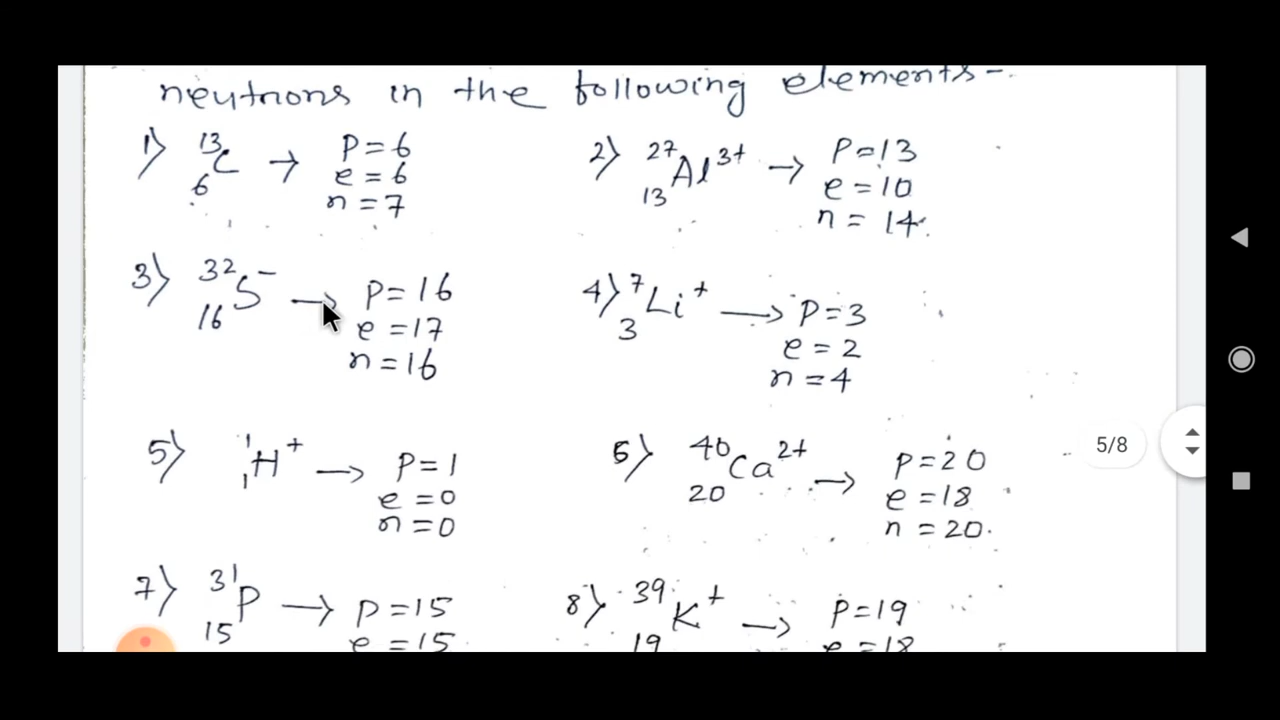 neutrons in the following elements-
1) ¹³₆C → P=6
e=6
n=7
2) ²⁷₁₃Al³⁺ → P=13
e=10
n=14.
3) ³²₁₆S⁻ → P=16
e=17
n=16
4) ⁷₃Li⁺ → P=3
e=2
n=4
5) ¹₁H⁺ → P=1
e=0
n=0
6) ⁴⁰₂₀Ca²⁺ → P=20
e=18
n=20.
5/8
7) ³¹₁₅P → P=15
e=15
8) ³⁹₁₉K⁺ → P=19
e=18